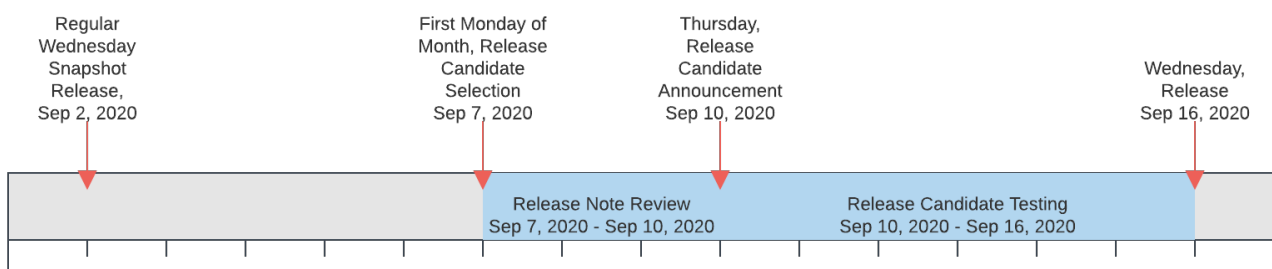 Regular
Wednesday
Snapshot
Release,
Sep 2, 2020
First Monday of
Month, Release
Candidate
Selection
Sep 7, 2020
Thursday,
Release
Candidate
Announcement
Sep 10, 2020
Wednesday,
Release
Sep 16, 2020
Release Note Review
Sep 7, 2020 - Sep 10, 2020
Release Candidate Testing
Sep 10, 2020 - Sep 16, 2020